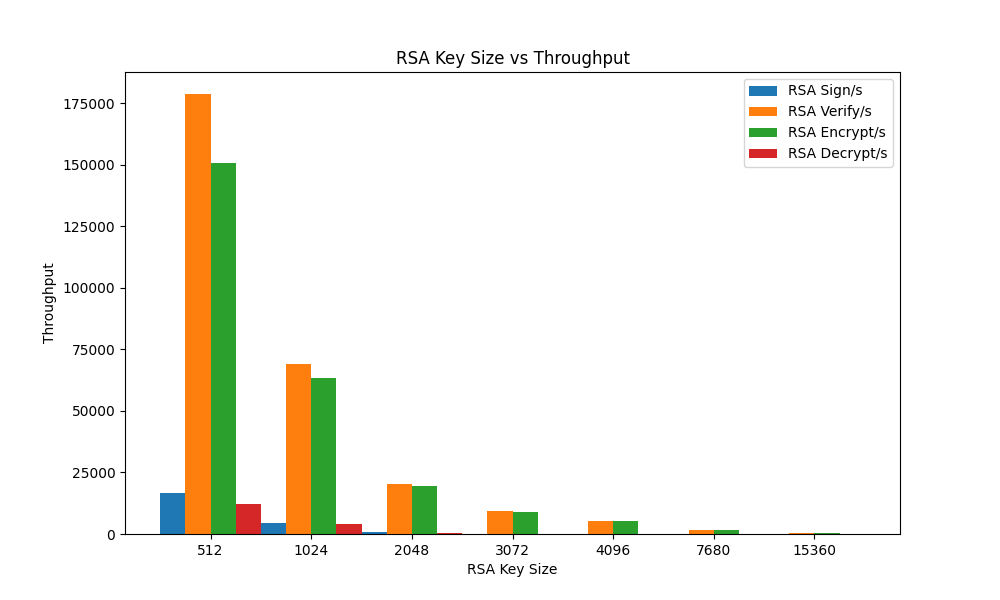 RSA Key Size vs Throughput
RSA Sign/s
RSA Verify/s
RSA Encrypt/s
RSA Decrypt/s
Throughput
175000
150000
125000
100000
75000
50000
25000
0
512
1024
2048
3072
4096
7680
15360
RSA Key Size